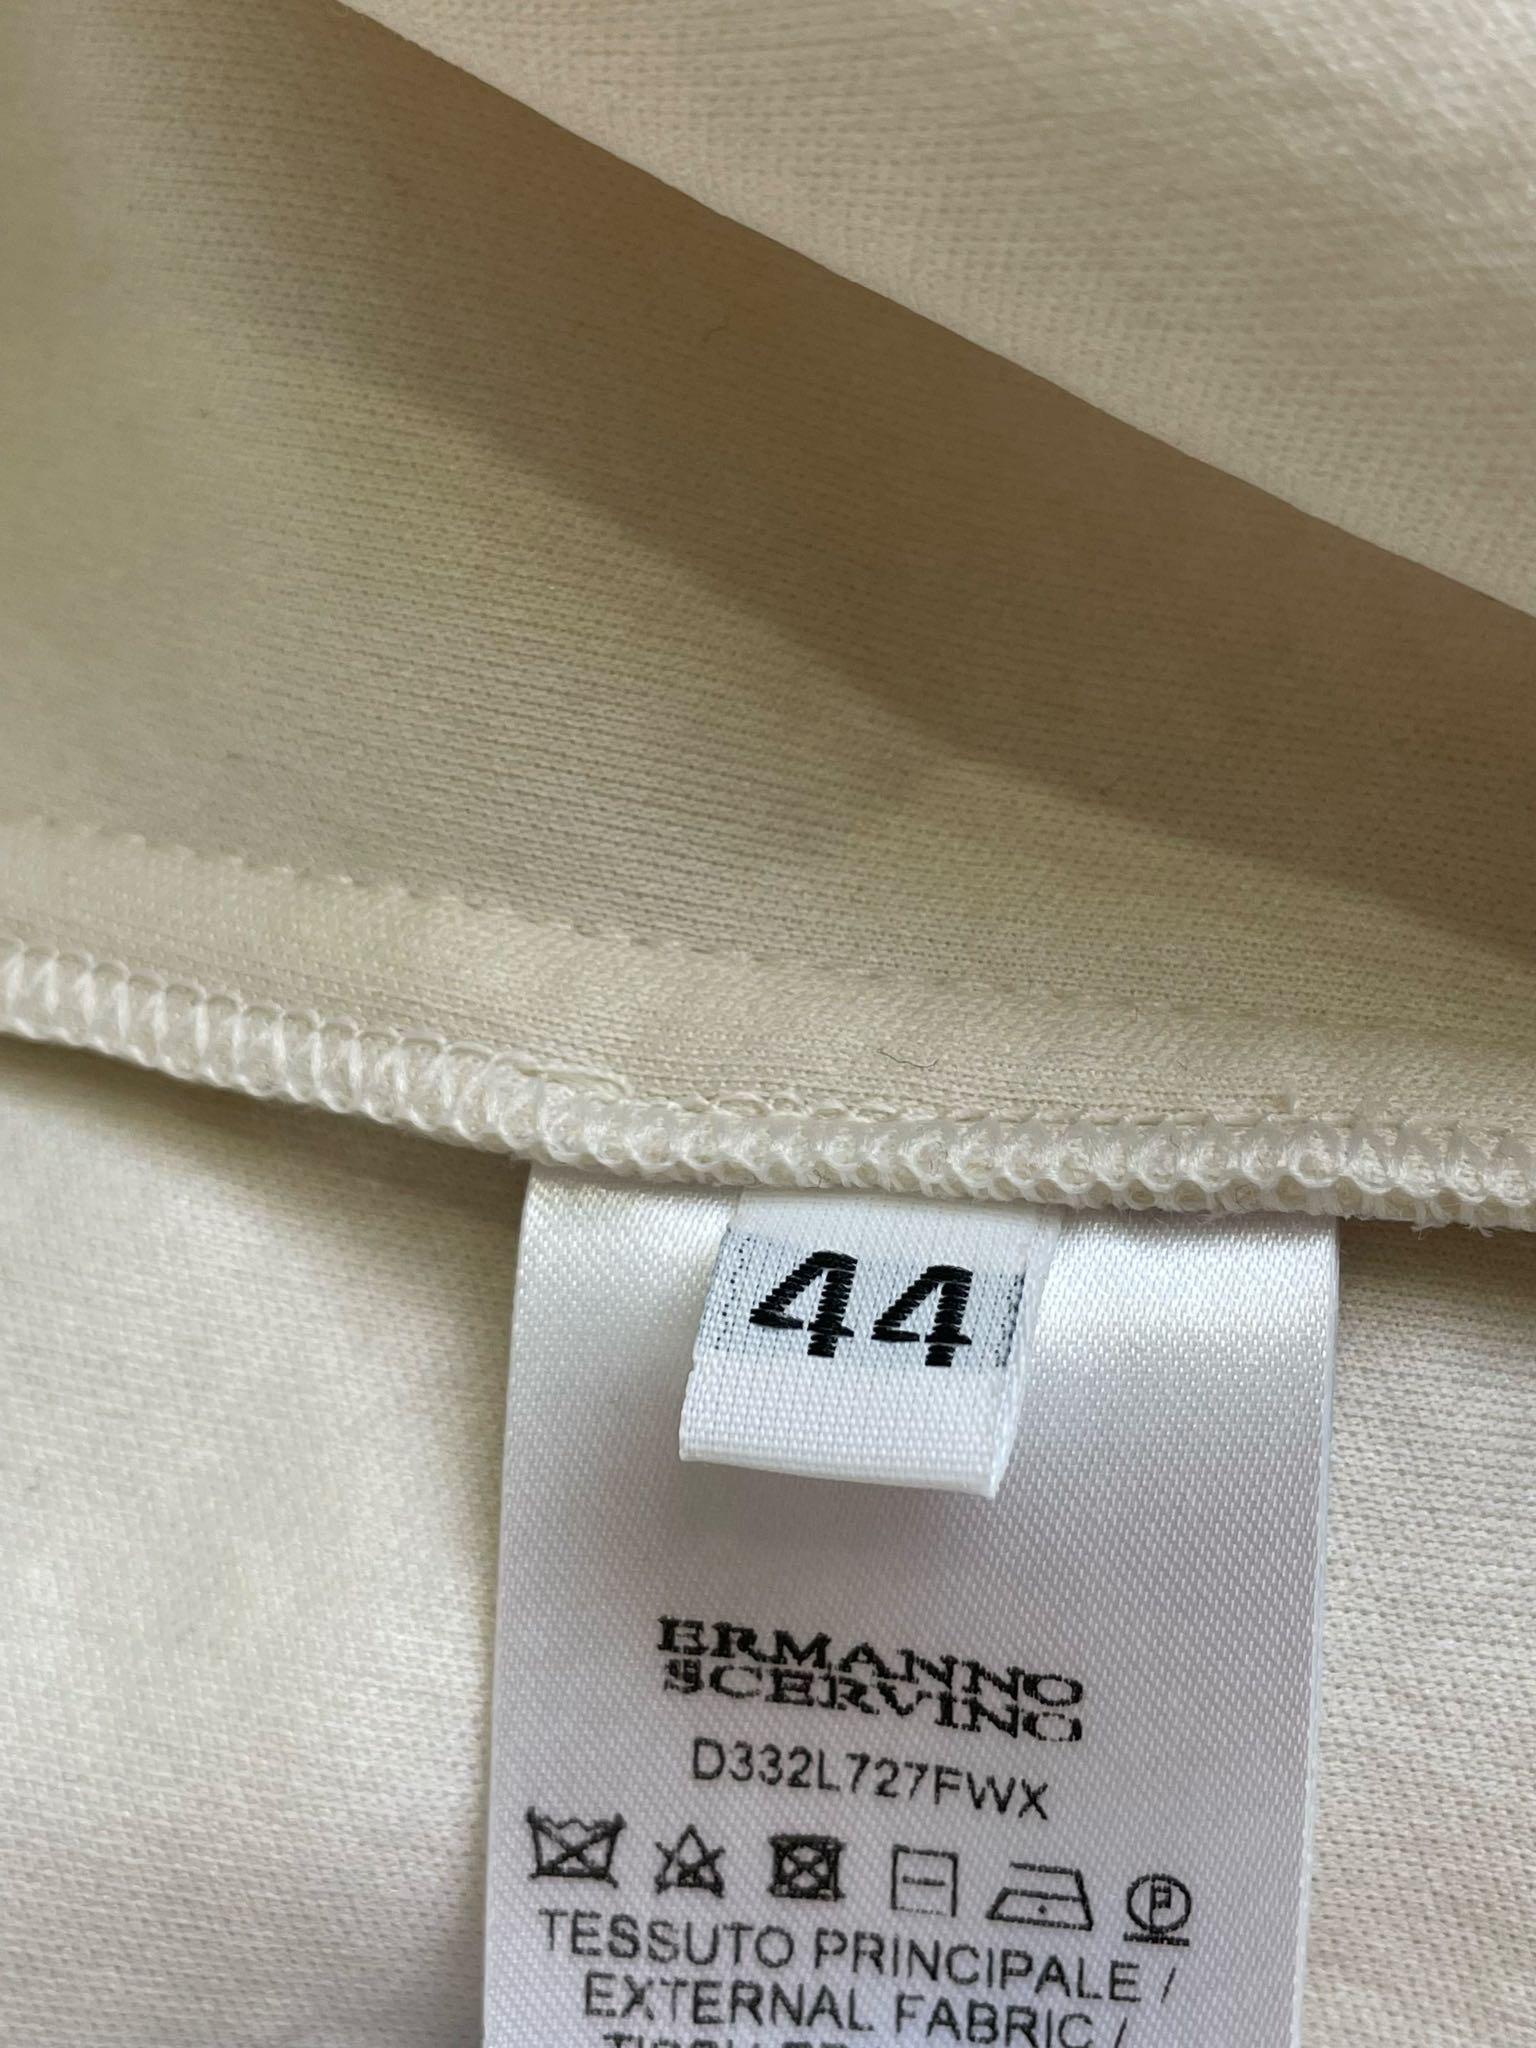 44
ERMANNO
SCERVINO
D332L727FWX
TESSUTO PRINCIPALE /
EXTERNAL FABRIC /